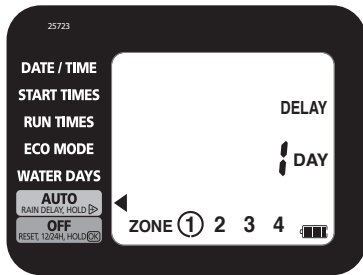 25723
DATE / TIME
START TIMES
RUN TIMES
ECO MODE
WATER DAYS
AUTO
RAIN DELAY, HOLD
OFF
RESET, 12/24H, HOLD OK
DELAY
1 DAY
ZONE 1 2 3 4